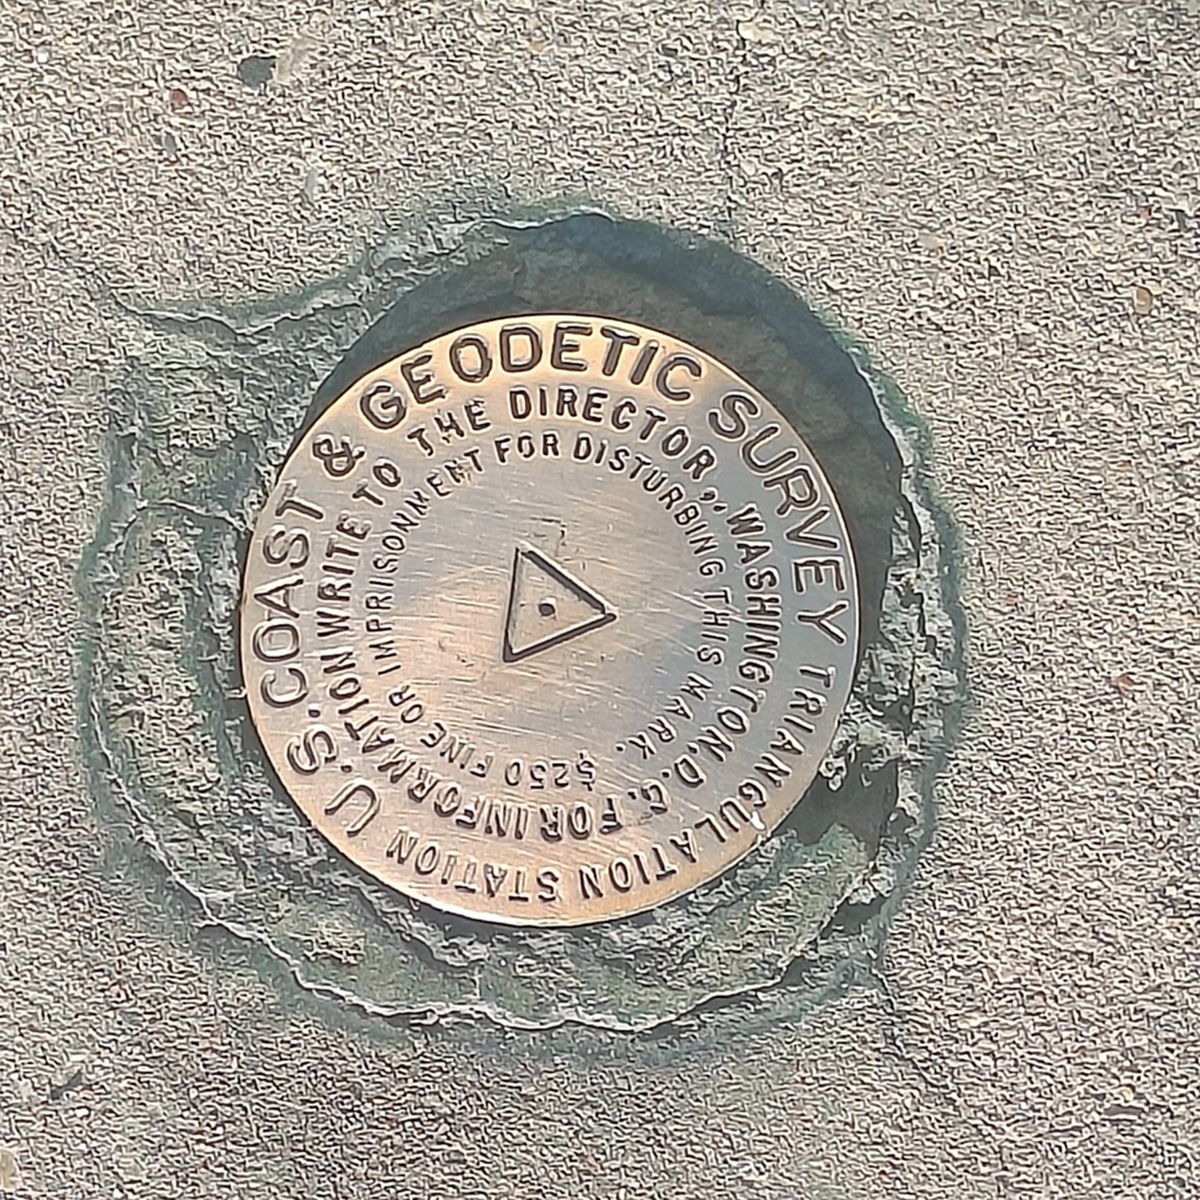 U.S. COAST & GEODETIC SURVEY
TRIANGULATION STATION
FOR INFORMATION WRITE TO THE DIRECTOR, WASHINGTON, D.C.
$250 FINE OR IMPRISONMENT FOR DISTURBING THIS MARK.